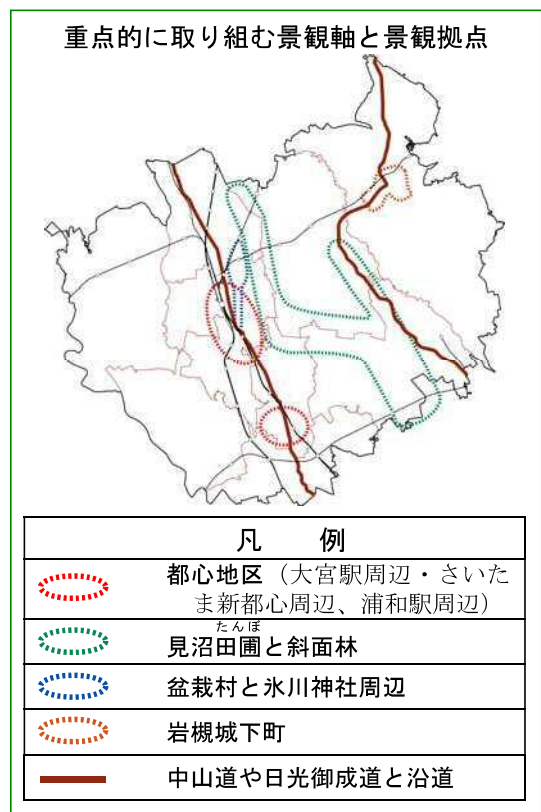 重点的に取り組む景観軸と景観拠点
凡 例
都心地区（大宮駅周辺・さいた
ま新都心周辺、浦和駅周辺）
たんぼ
見沼田圃と斜面林
盆栽村と氷川神社周辺
岩槻城下町
中山道や日光御成道と沿道